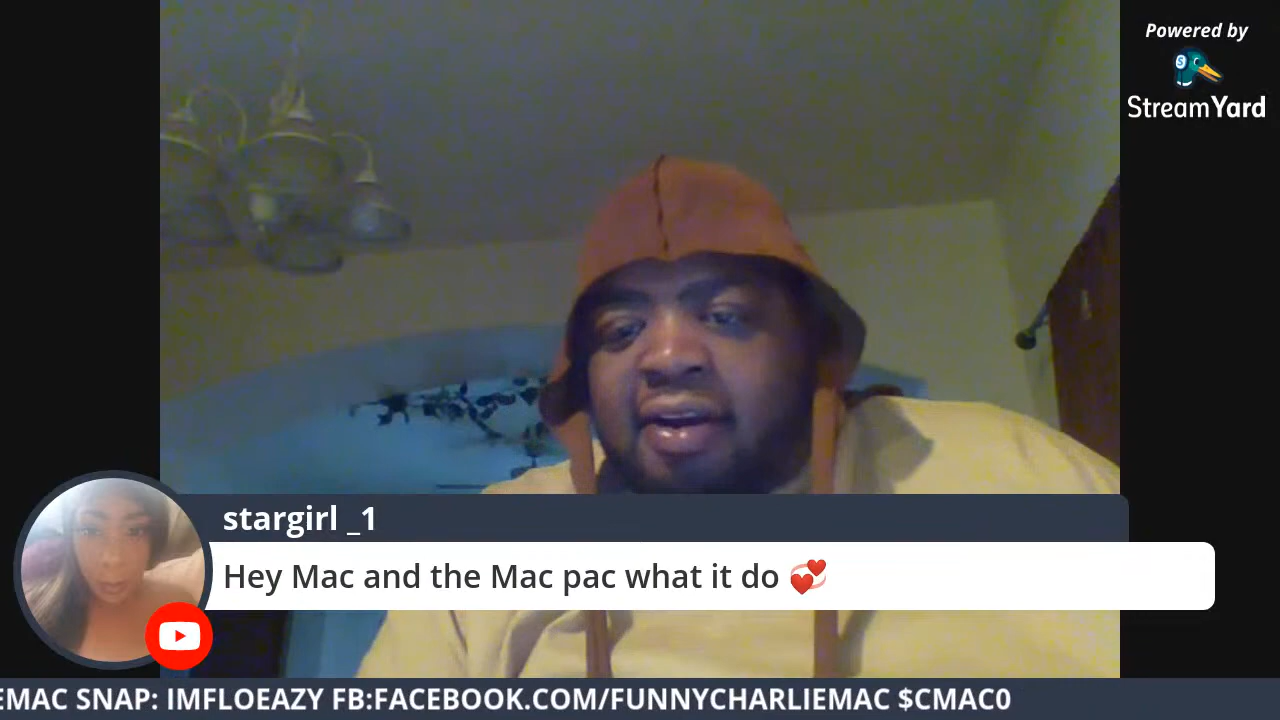 Powered by
StreamYard
stargirl _1
Hey Mac and the Mac pac what it do 💞
EMAC SNAP: IMFLOEAZY FB:FACEBOOK.COM/FUNNYCHARLIEMAC $CMAC0